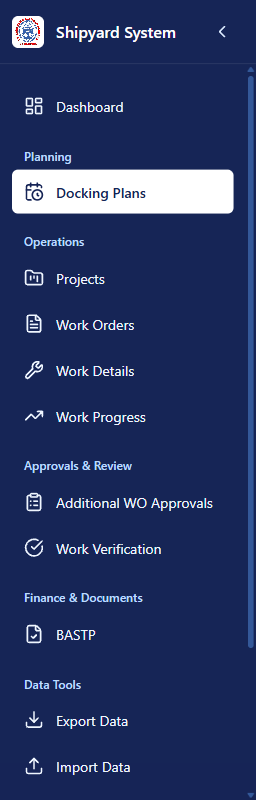 Shipyard System
Dashboard
Planning
Docking Plans
Operations
Projects
Work Orders
Work Details
Work Progress
Approvals & Review
Additional WO Approvals
Work Verification
Finance & Documents
BASTP
Data Tools
Export Data
Import Data